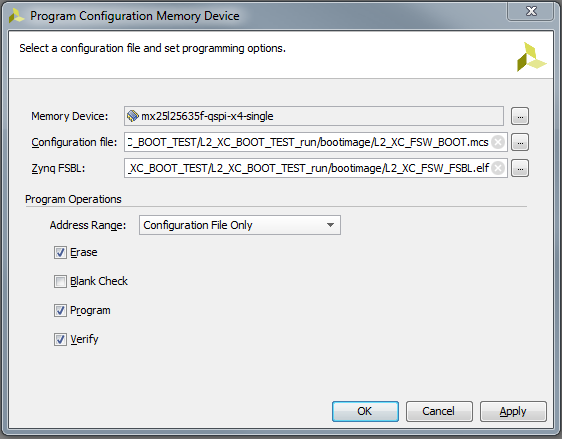 Program Configuration Memory Device
Select a configuration file and set programming options.
Memory Device: mx25l25635f-qspi-x4-single ...
Configuration file: C_BOOT_TEST/L2_XC_BOOT_TEST_run/bootimage/L2_XC_FSW_BOOT.mcs ...
Zynq FSBL: _XC_BOOT_TEST/L2_XC_BOOT_TEST_run/bootimage/L2_XC_FSW_FSBL.elf ...
Program Operations
Address Range: Configuration File Only
Erase
Blank Check
Program
Verify
OK Cancel Apply